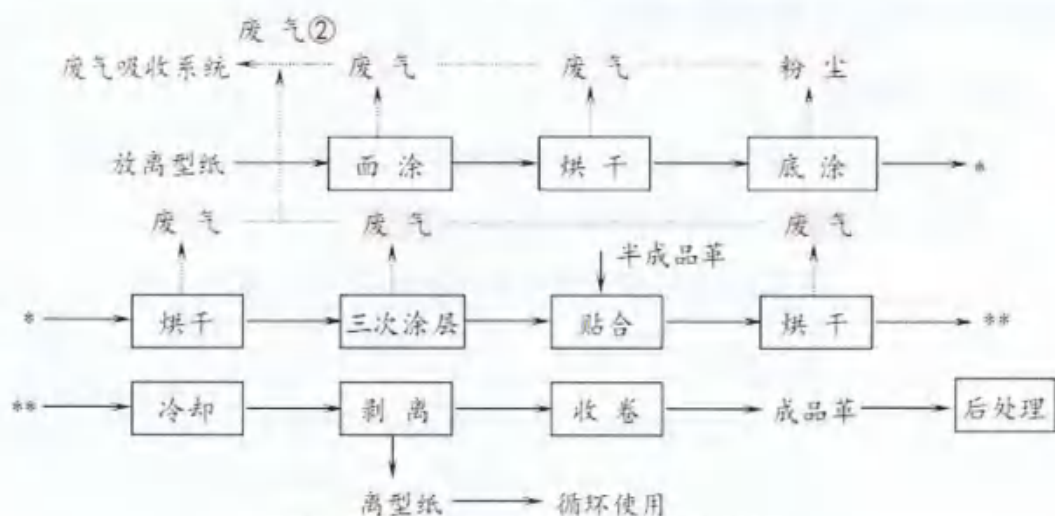 废气②
废气吸收系统 废气 废气 粉尘
放离型纸 面涂 烘干 底涂 *
废气 废气 废气
半成品革
* 烘干 三次涂层 贴合 烘干 **
** 冷却 剥离 收卷 成品革 后处理
离型纸 循环使用